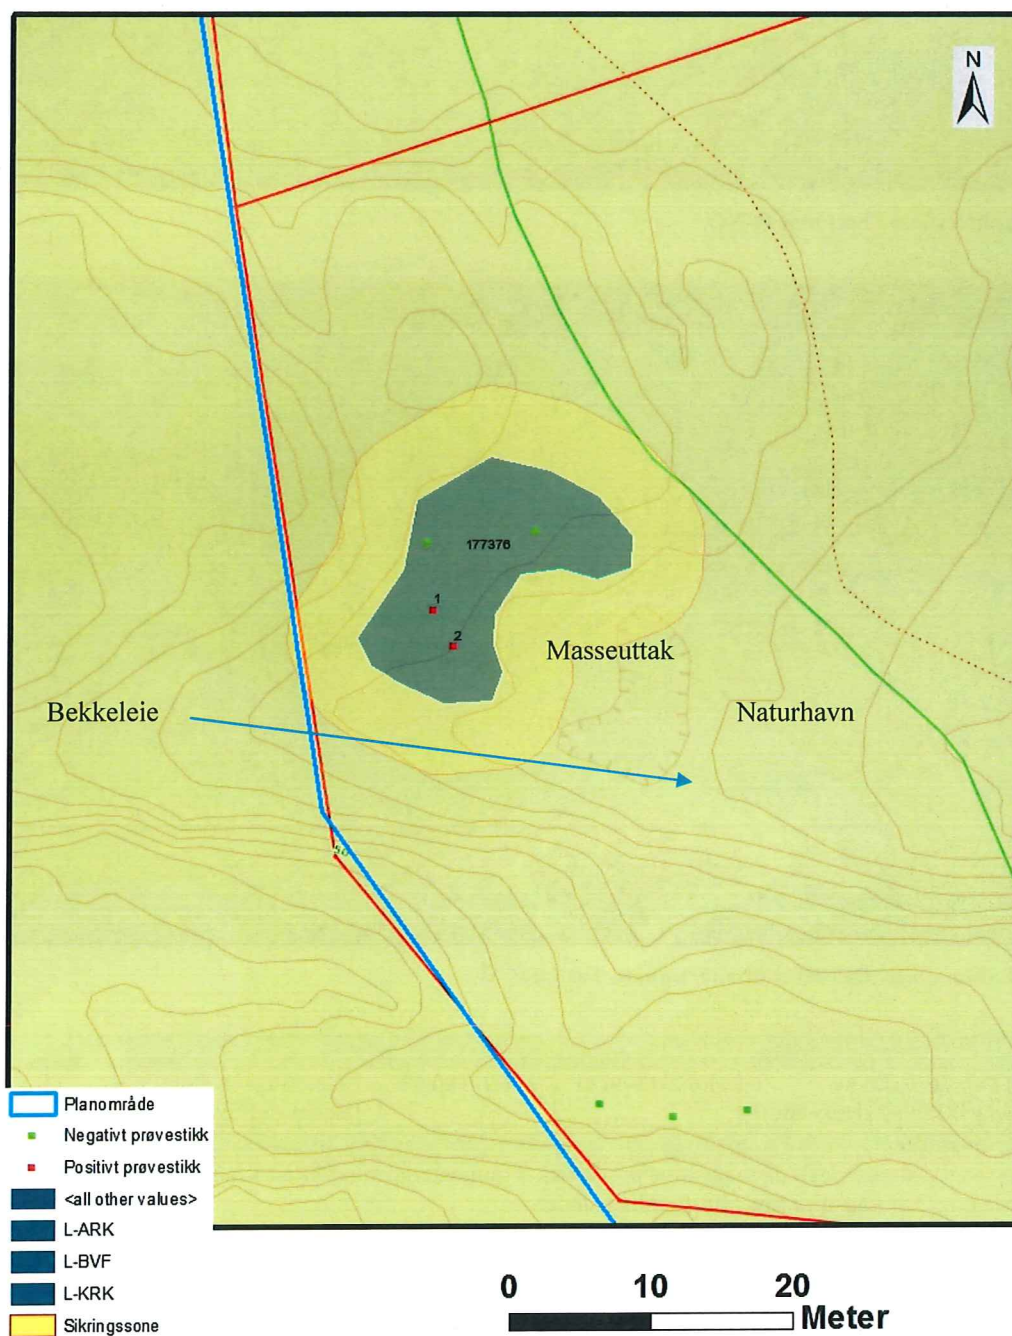 N
177376
1
2
Masseuttak
Bekkeleie
Naturhavn
50
Planområde
Negativt prøvestikk
Positivt prøvestikk
<all other values>
L-ARK
L-BVF
L-KRK
Sikringssone
0 10 20
Meter